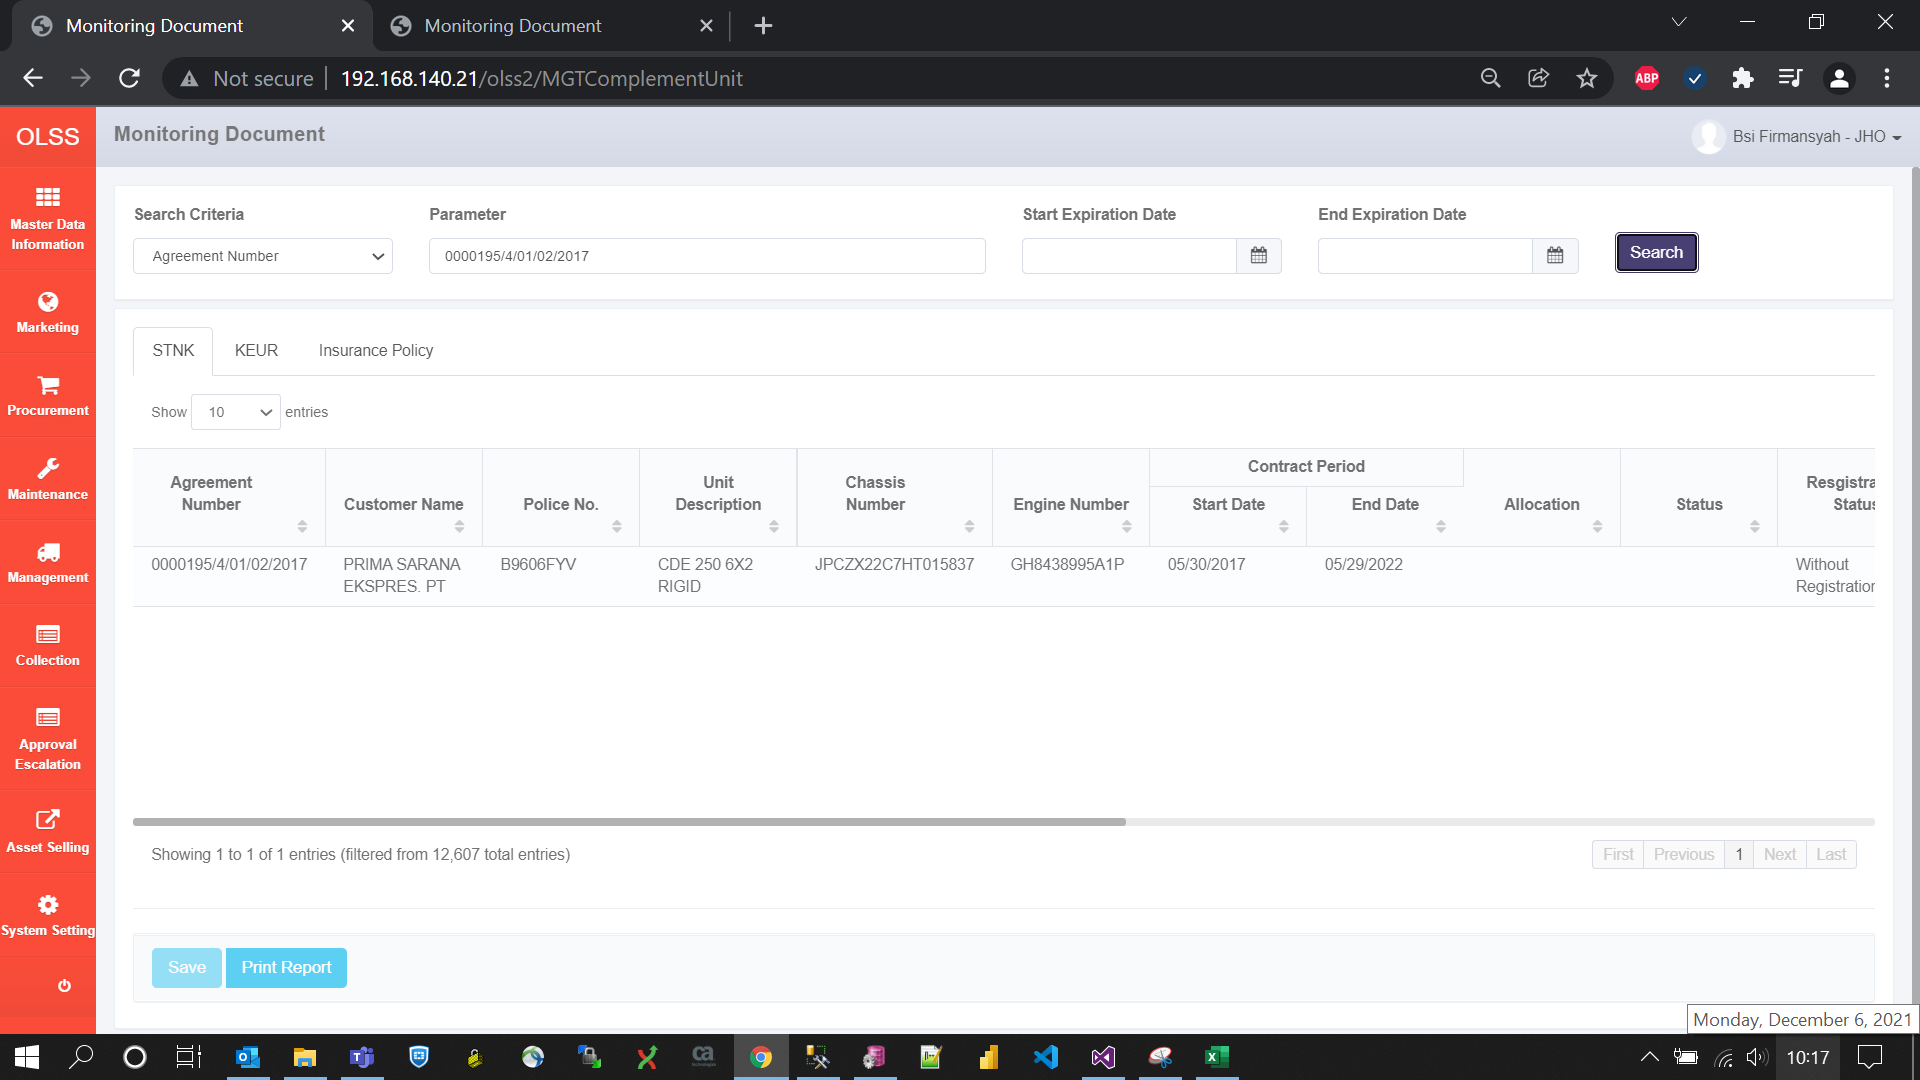 Monitoring Document
Monitoring Document
Not secure
192.168.140.21/olss2/MGTComplementUnit
ABP
OLSS
Monitoring Document
Bsi Firmansyah - JHO
Master Data
Information
Marketing
Procurement
Maintenance
Management
Collection
Approval
Escalation
Asset Selling
System Setting
Search Criteria
Parameter
Start Expiration Date
End Expiration Date
Agreement Number
0000195/4/01/02/2017
Search
STNK
KEUR
Insurance Policy
Show 10 entries
Agreement
Number
Customer Name
Police No.
Unit
Description
Chassis
Number
Engine Number
Contract Period
Start Date
End Date
Allocation
Status
Resgistra
Status
0000195/4/01/02/2017
PRIMA SARANA
EKSPRES. PT
B9606FYV
CDE 250 6X2
RIGID
JPCZX22C7HT015837
GH8438995A1P
05/30/2017
05/29/2022
Without
Registration
Showing 1 to 1 of 1 entries (filtered from 12,607 total entries)
First
Previous
1
Next
Last
Save
Print Report
Monday, December 6, 2021
ca
10:17